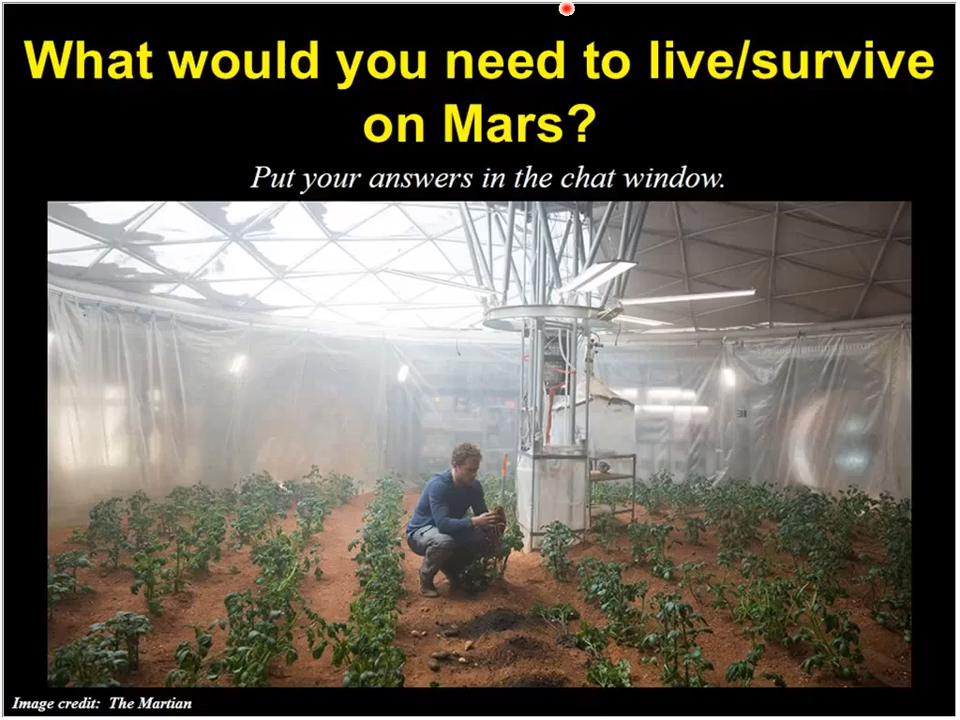 What would you need to live/survive
on Mars?
Put your answers in the chat window.
Image credit: The Martian